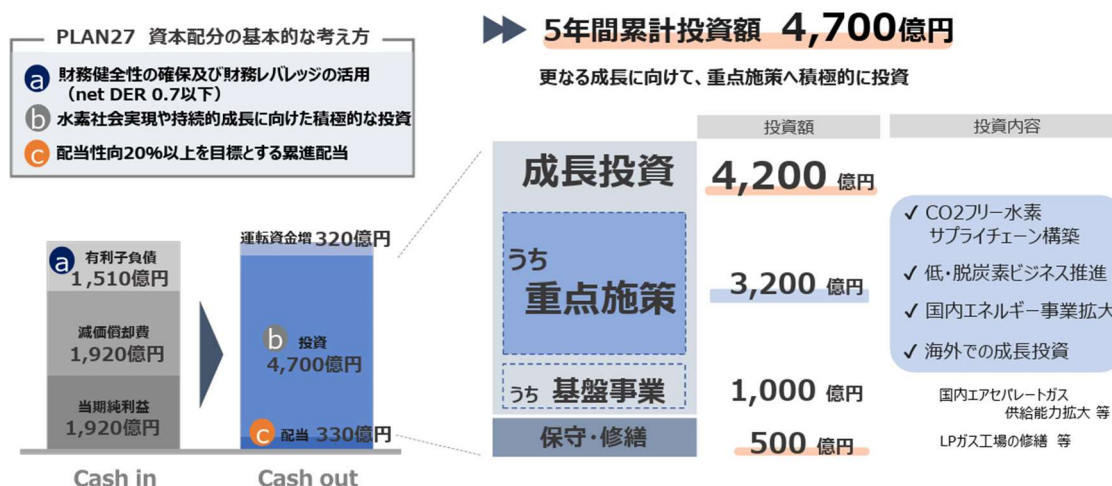 PLAN27 資本配分の基本的な考え方
a 財務健全性の確保及び財務レバレッジの活用
（net DER 0.7以下）
b 水素社会実現や持続的成長に向けた積極的な投資
c 配当性向20%以上を目標とする累進配当
5年間累計投資額 4,700億円
更なる成長に向けて、重点施策へ積極的に投資
a 有利子負債
1,510億円
減価償却費
1,920億円
当期純利益
1,920億円
Cash in
運転資金増 320億円
b 投資
4,700億円
c 配当 330億円
Cash out
投資額
投資内容
成長投資
4,200 億円
うち
重点施策
3,200 億円
✓ CO2フリー水素
サプライチェーン構築
✓ 低・脱炭素ビジネス推進
✓ 国内エネルギー事業拡大
✓ 海外での成長投資
うち 基盤事業
1,000 億円
国内エアセパレートガス
供給能力拡大 等
保守・修繕
500 億円
LPガス工場の修繕 等